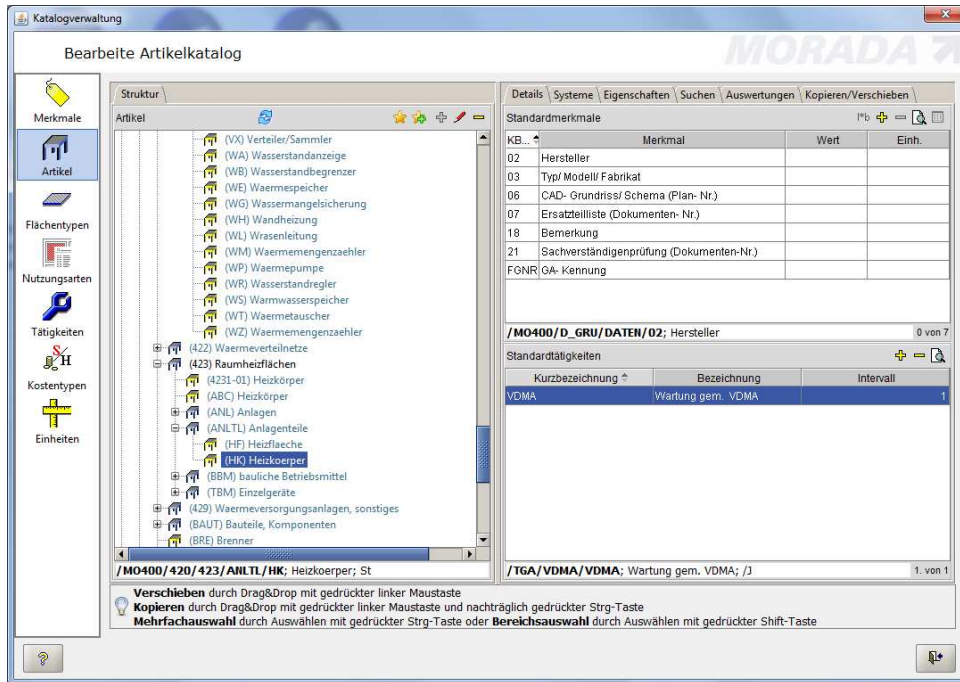 Katalogverwaltung
Bearbeite Artikelkatalog
MORADA
Merkmale
Artikel
Flächentypen
Nutzungsarten
Tätigkeiten
Kostentypen
Einheiten
Struktur
Artikel
(VX) Verteiler/Sammler
(WA) Wasserstandanzeige
(WB) Wasserstandbegrenzer
(WE) Waermespeicher
(WG) Wassermangelsicherung
(WH) Wandheizung
(WL) Wrasenleitung
(WM) Waermemengenzaehler
(WP) Waermepumpe
(WR) Wasserstandregler
(WS) Warmwasserspeicher
(WT) Waermetauscher
(WZ) Waermemengenzaehler
(422) Waermeverteilnetze
(423) Raumheizflächen
(4231-01) Heizkörper
(ABC) Heizkörper
(ANL) Anlagen
(ANLTL) Anlagenteile
(HF) Heizflaeche
(HK) Heizkoerper
(BBM) bauliche Betriebsmittel
(TBM) Einzelgeräte
(429) Waermeversorgungsanlagen, sonstiges
(BAUT) Bauteile, Komponenten
(BRE) Brenner
/MO400/420/423/ANLTL/HK; Heizkoerper; St
Details Systeme Eigenschaften Suchen Auswertungen Kopieren/Verschieben
Standardmerkmale
KB... Merkmal Wert Einh.
02 Hersteller
03 Typ/ Modell/ Fabrikat
06 CAD- Grundriss/ Schema (Plan- Nr.)
07 Ersatzteilliste (Dokumenten- Nr.)
18 Bemerkung
21 Sachverständigenprüfung (Dokumenten-Nr.)
FGNR GA- Kennung
/MO400/D_GRU/DATEN/02; Hersteller 0 von 7
Standardtätigkeiten
Kurzbezeichnung Bezeichnung Intervall
VDMA Wartung gem. VDMA 1
/TGA/VDMA/VDMA; Wartung gem. VDMA; /J 1. von 1
Verschieben durch Drag&Drop mit gedrückter linker Maustaste
Kopieren durch Drag&Drop mit gedrückter linker Maustaste und nachträglich gedrückter Strg-Taste
Mehrfachauswahl durch Auswählen mit gedrückter Strg-Taste oder Bereichsauswahl durch Auswählen mit gedrückter Shift-Taste